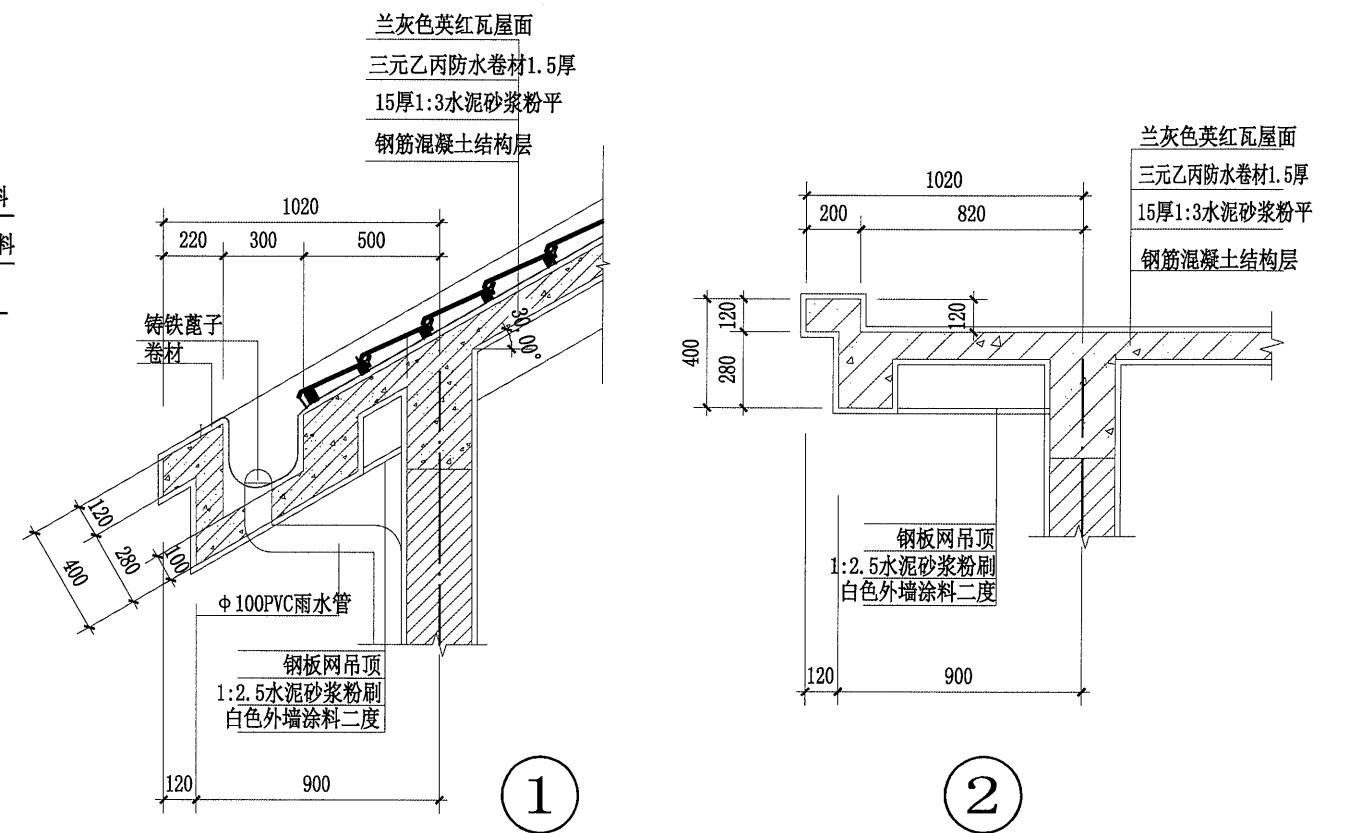 兰灰色英红瓦屋面
三元乙丙防水卷材1.5厚
15厚1:3水泥砂浆粉平
钢筋混凝土结构层
1020
220
300
500
铸铁蓖子
卷材
30.00°
料
料
120
280
100
400
φ100PVC雨水管
钢板网吊顶
1:2.5水泥砂浆粉刷
白色外墙涂料二度
120
900
1
兰灰色英红瓦屋面
三元乙丙防水卷材1.5厚
15厚1:3水泥砂浆粉平
钢筋混凝土结构层
1020
200
820
120
120
400
280
钢板网吊顶
1:2.5水泥砂浆粉刷
白色外墙涂料二度
120
900
2